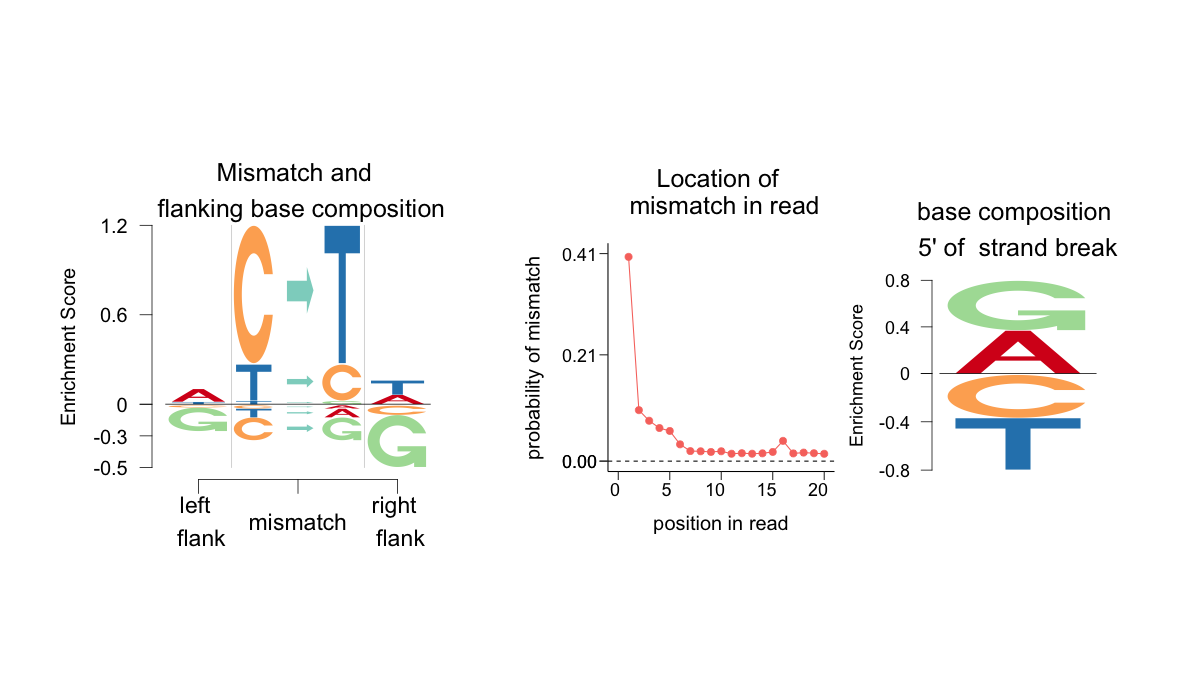 Mismatch and
flanking base composition
Enrichment Score
1.2
0.6
0
-0.3
-0.5
C T
T C
A
G
C
A
G
T
A
C
G
left
flank
mismatch
right
flank
Location of
mismatch in read
probability of mismatch
0.41
0.21
0.00
0 5 10 15 20
position in read
base composition
5' of strand break
Enrichment Score
0.8
0.4
0
-0.4
-0.8
G
A
C
T